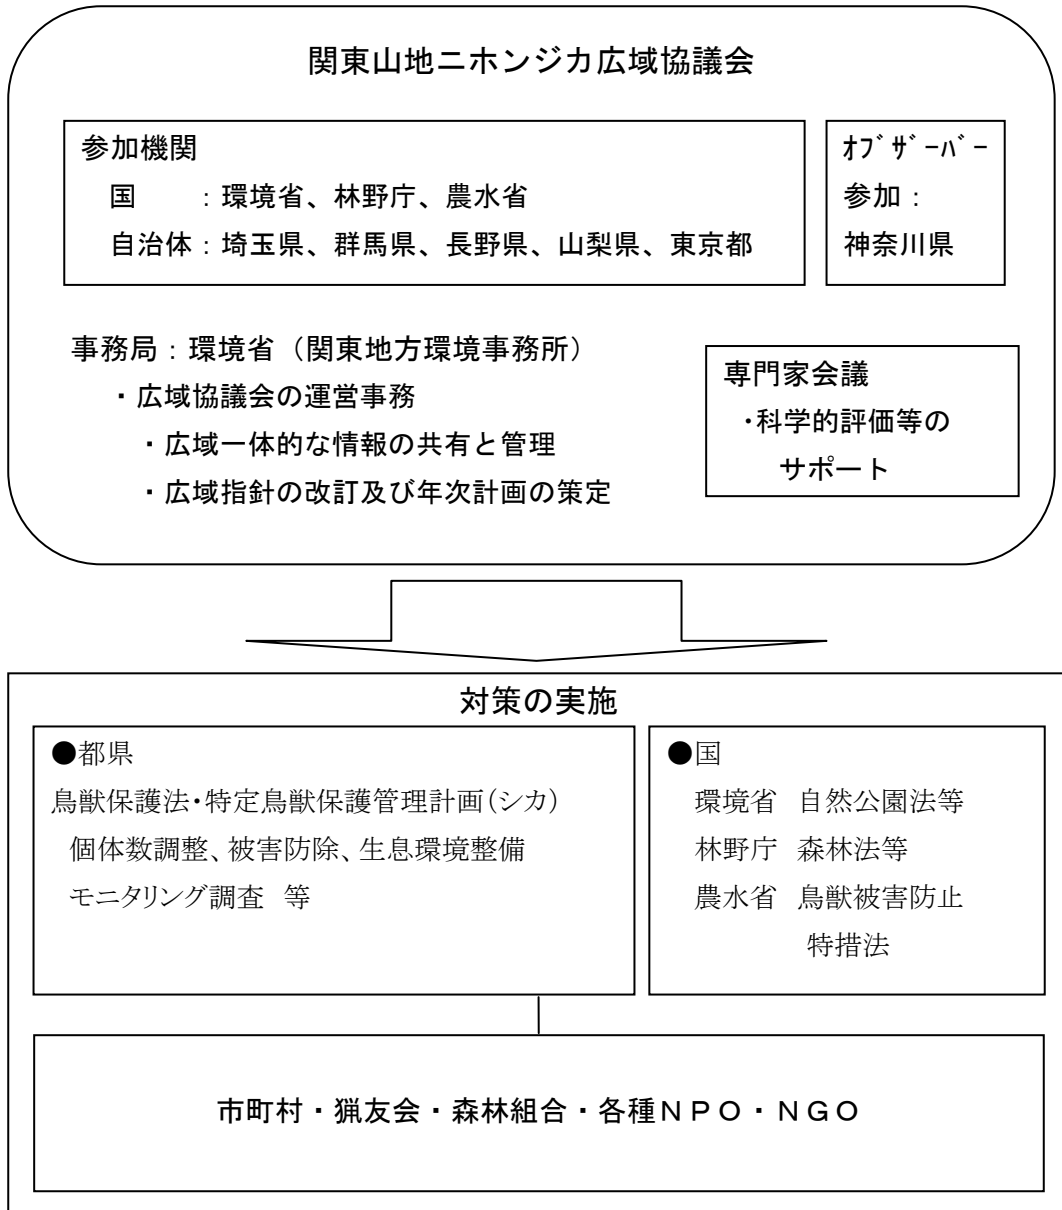 関東山地ニホンジカ広域協議会
参加機関
国　　：環境省、林野庁、農水省
自治体：埼玉県、群馬県、長野県、山梨県、東京都
ｵﾌﾞｻﾞｰﾊﾞｰ
参加：
神奈川県
事務局：環境省（関東地方環境事務所）
・広域協議会の運営事務
・広域一体的な情報の共有と管理
・広域指針の改訂及び年次計画の策定
専門家会議
・科学的評価等の
サポート
対策の実施
●都県
鳥獣保護法・特定鳥獣保護管理計画（シカ）
個体数調整、被害防除、生息環境整備
モニタリング調査　等
●国
環境省　自然公園法等
林野庁　森林法等
農水省　鳥獣被害防止
特措法
市町村・猟友会・森林組合・各種ＮＰＯ・ＮＧＯ